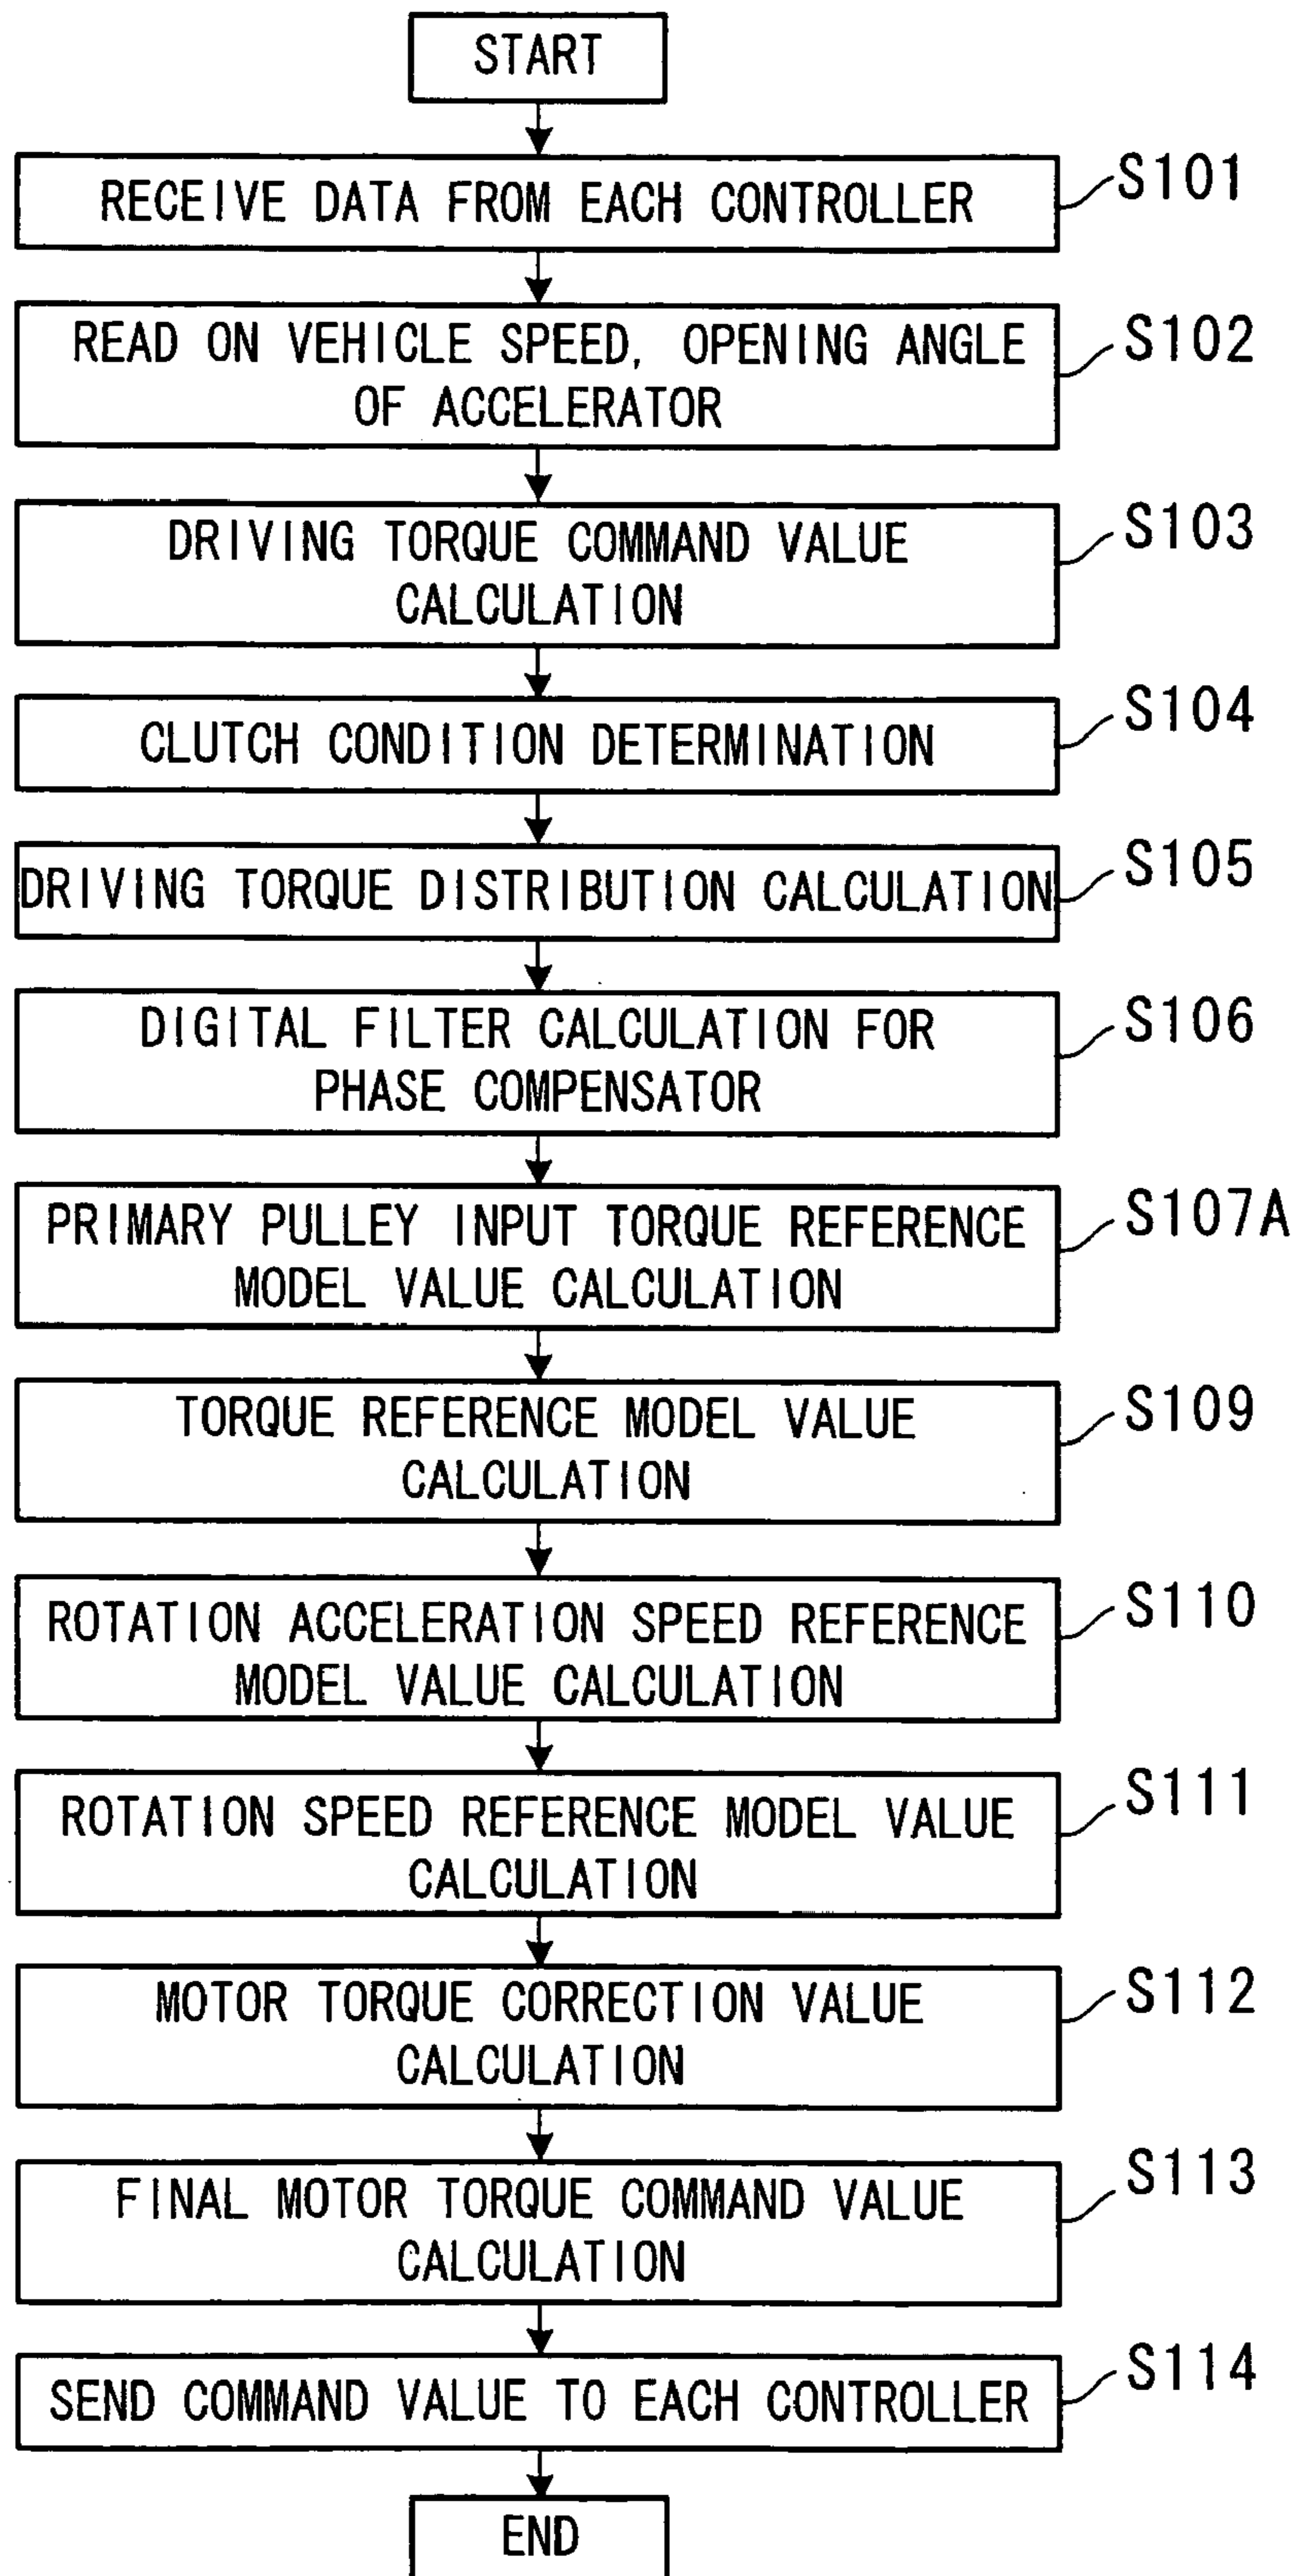 START
RECEIVE DATA FROM EACH CONTROLLER
S101
READ ON VEHICLE SPEED, OPENING ANGLE
OF ACCELERATOR
S102
DRIVING TORQUE COMMAND VALUE
CALCULATION
S103
CLUTCH CONDITION DETERMINATION
S104
DRIVING TORQUE DISTRIBUTION CALCULATION
S105
DIGITAL FILTER CALCULATION FOR
PHASE COMPENSATOR
S106
PRIMARY PULLEY INPUT TORQUE REFERENCE
MODEL VALUE CALCULATION
S107A
TORQUE REFERENCE MODEL VALUE
CALCULATION
S109
ROTATION ACCELERATION SPEED REFERENCE
MODEL VALUE CALCULATION
S110
ROTATION SPEED REFERENCE MODEL VALUE
CALCULATION
S111
MOTOR TORQUE CORRECTION VALUE
CALCULATION
S112
FINAL MOTOR TORQUE COMMAND VALUE
CALCULATION
S113
SEND COMMAND VALUE TO EACH CONTROLLER
S114
END